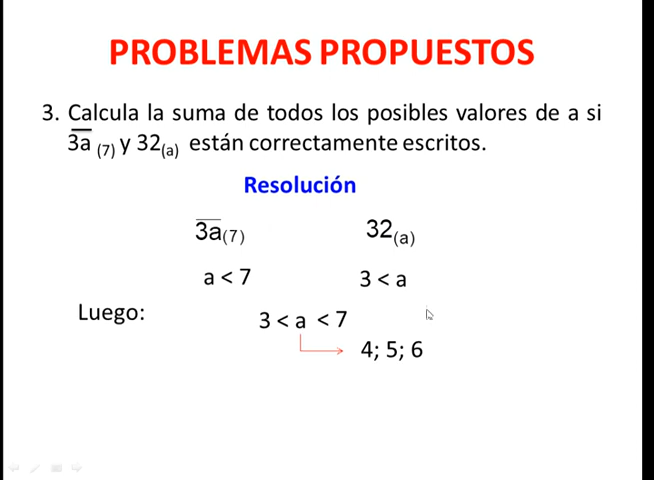 PROBLEMAS PROPUESTOS
3. Calcula la suma de todos los posibles valores de a si
3a (7) y 32(a) están correctamente escritos.
Resolución
3a(7) 32(a)
a < 7 3 < a
Luego: 3 < a < 7
4; 5; 6